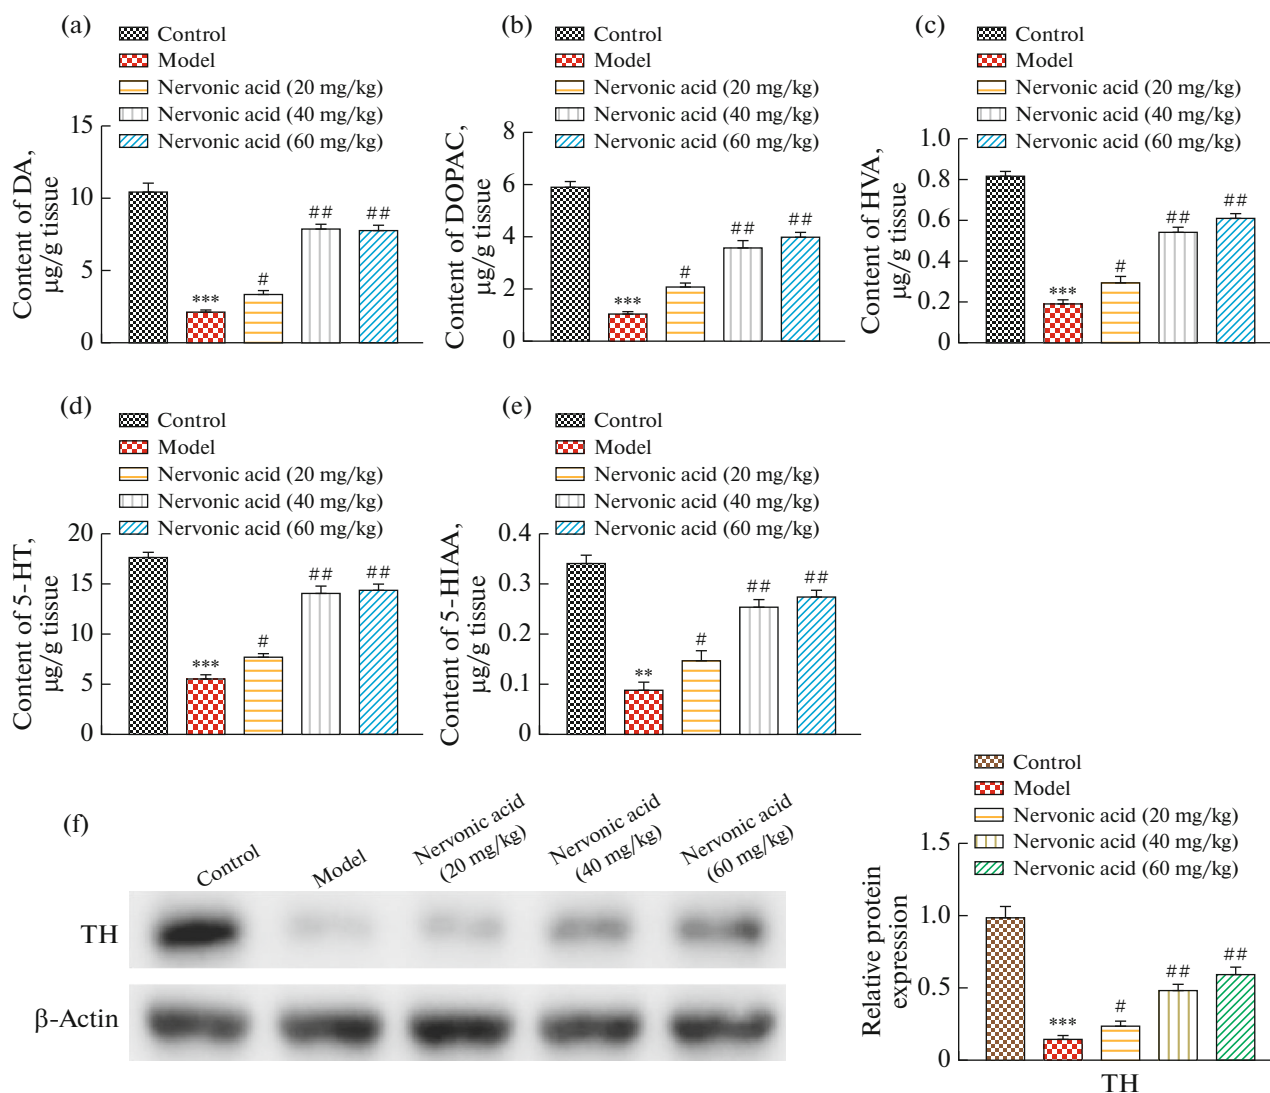 (a)
Control
Model
Nervonic acid (20 mg/kg)
Nervonic acid (40 mg/kg)
Nervonic acid (60 mg/kg)
Content of DA,
µg/g tissue
15
10
5
0
***
#
##
##
(b)
Control
Model
Nervonic acid (20 mg/kg)
Nervonic acid (40 mg/kg)
Nervonic acid (60 mg/kg)
Content of DOPAC,
µg/g tissue
8
6
4
2
0
***
#
##
##
(c)
Control
Model
Nervonic acid (20 mg/kg)
Nervonic acid (40 mg/kg)
Nervonic acid (60 mg/kg)
Content of HVA,
µg/g tissue
1.0
0.8
0.6
0.4
0.2
0
***
#
##
##
(d)
Control
Model
Nervonic acid (20 mg/kg)
Nervonic acid (40 mg/kg)
Nervonic acid (60 mg/kg)
Content of 5-HT,
µg/g tissue
20
15
10
5
0
***
#
##
##
(e)
Control
Model
Nervonic acid (20 mg/kg)
Nervonic acid (40 mg/kg)
Nervonic acid (60 mg/kg)
Content of 5-HIAA,
µg/g tissue
0.4
0.3
0.2
0.1
0
**
#
##
##
(f)
Control
Model
Nervonic acid
(20 mg/kg)
Nervonic acid
(40 mg/kg)
Nervonic acid
(60 mg/kg)
TH
β-Actin
Control
Model
Nervonic acid (20 mg/kg)
Nervonic acid (40 mg/kg)
Nervonic acid (60 mg/kg)
Relative protein
expression
1.5
1.0
0.5
0
***
#
##
##
TH